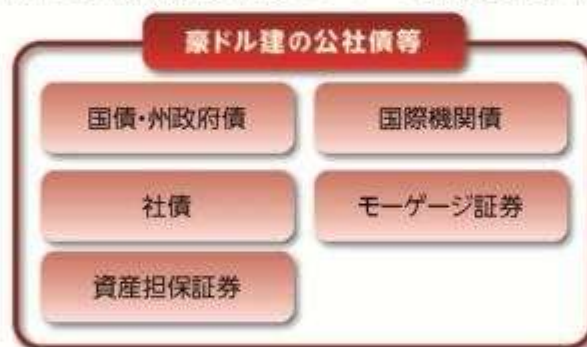 豪ドル建の公社債等
国債・州政府債
国際機関債
社債
モーゲージ証券
資産担保証券